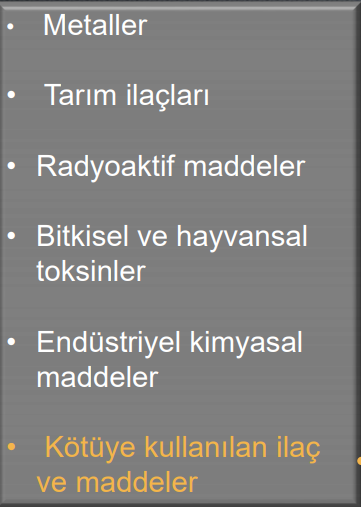 • Metaller
• Tarım ilaçları
• Radyoaktif maddeler
• Bitkisel ve hayvansal
toksinler
• Endüstriyel kimyasal
maddeler
• Kötüye kullanılan ilaç
ve maddeler